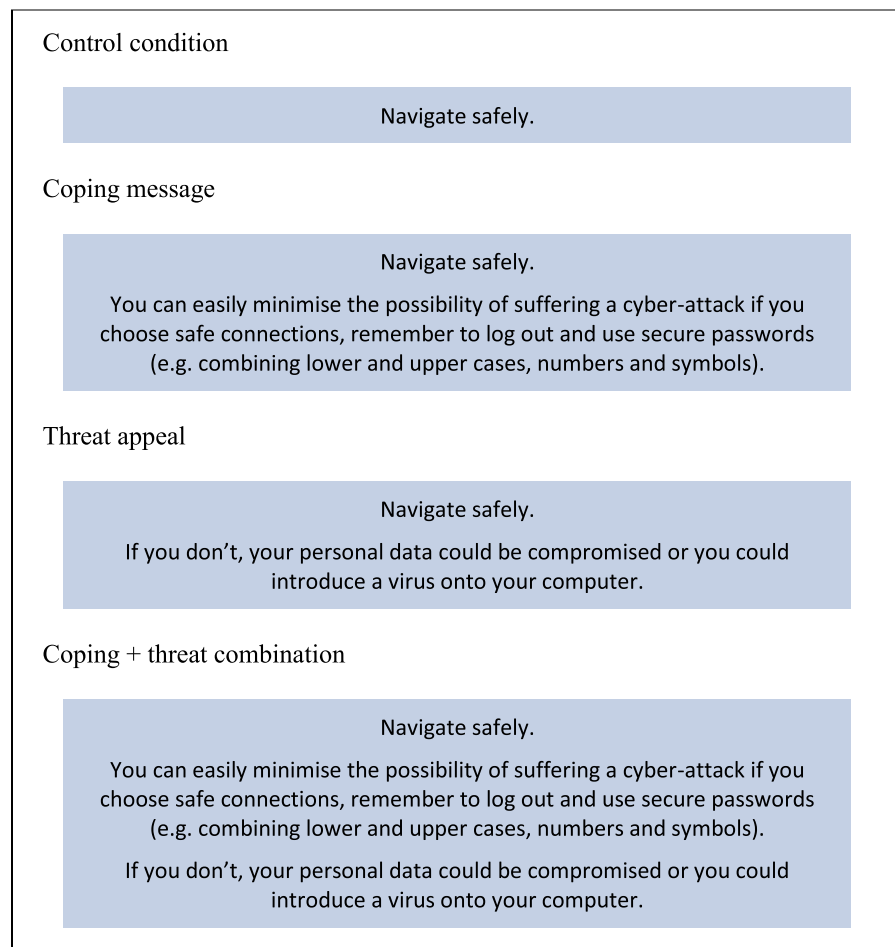 Control condition
Navigate safely.
Coping message
Navigate safely.
You can easily minimise the possibility of suffering a cyber-attack if you
choose safe connections, remember to log out and use secure passwords
(e.g. combining lower and upper cases, numbers and symbols).
Threat appeal
Navigate safely.
If you don’t, your personal data could be compromised or you could
introduce a virus onto your computer.
Coping + threat combination
Navigate safely.
You can easily minimise the possibility of suffering a cyber-attack if you
choose safe connections, remember to log out and use secure passwords
(e.g. combining lower and upper cases, numbers and symbols).
If you don’t, your personal data could be compromised or you could
introduce a virus onto your computer.